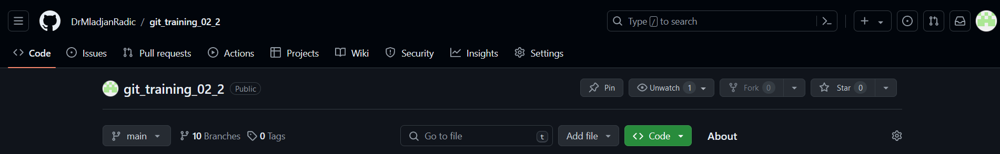 DrMladjanRadic / git_training_02_2 Type / to search
Code Issues Pull requests Actions Projects Wiki Security Insights Settings
git_training_02_2 Public Pin Unwatch 1 Fork 0 Star 0
main 10 Branches 0 Tags Go to file t Add file Code About